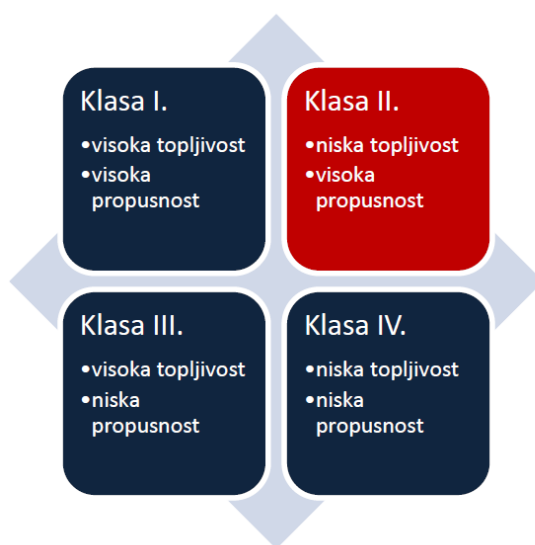 Klasa I.
•visoka topljivost
•visoka
propusnost
Klasa II.
•niska topljivost
•visoka
propusnost
Klasa III.
•visoka topljivost
•niska
propusnost
Klasa IV.
•niska topljivost
•niska
propusnost